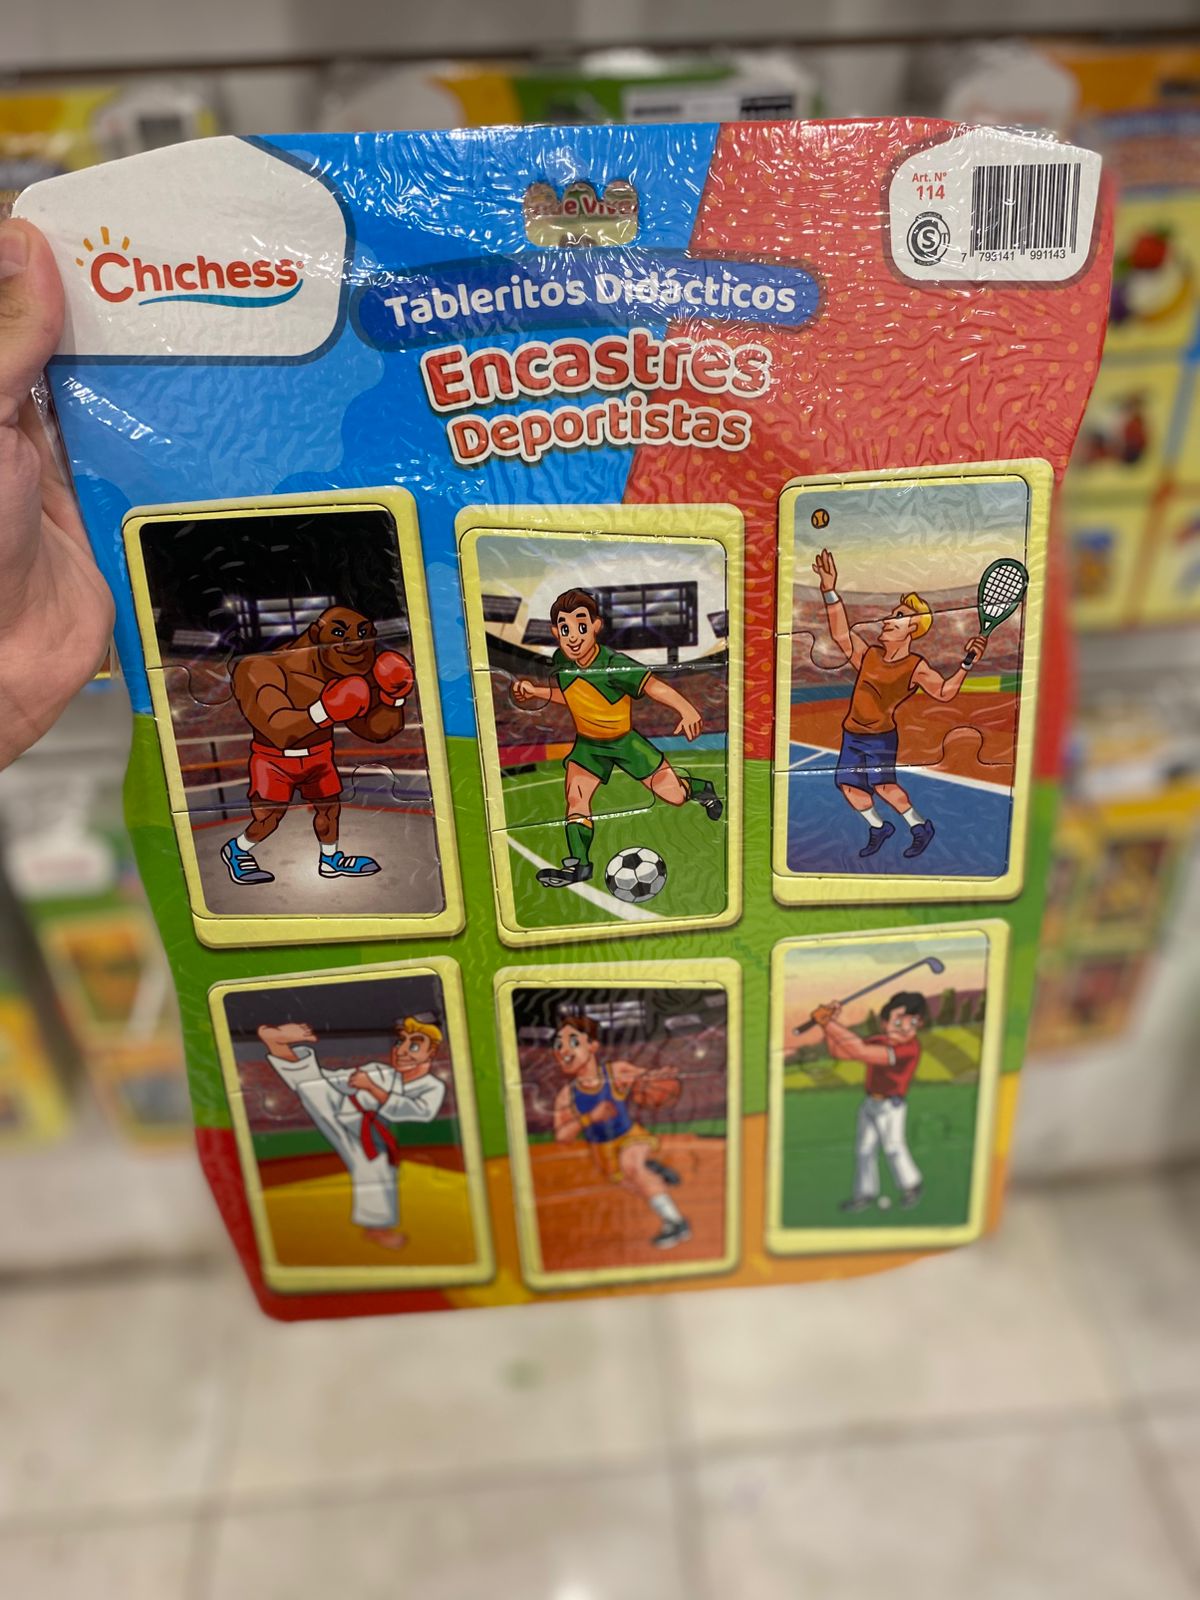 Chichess
Tableritos Didácticos
Encastres
Deportistas
Art. N°
114
S
7 793141 991143